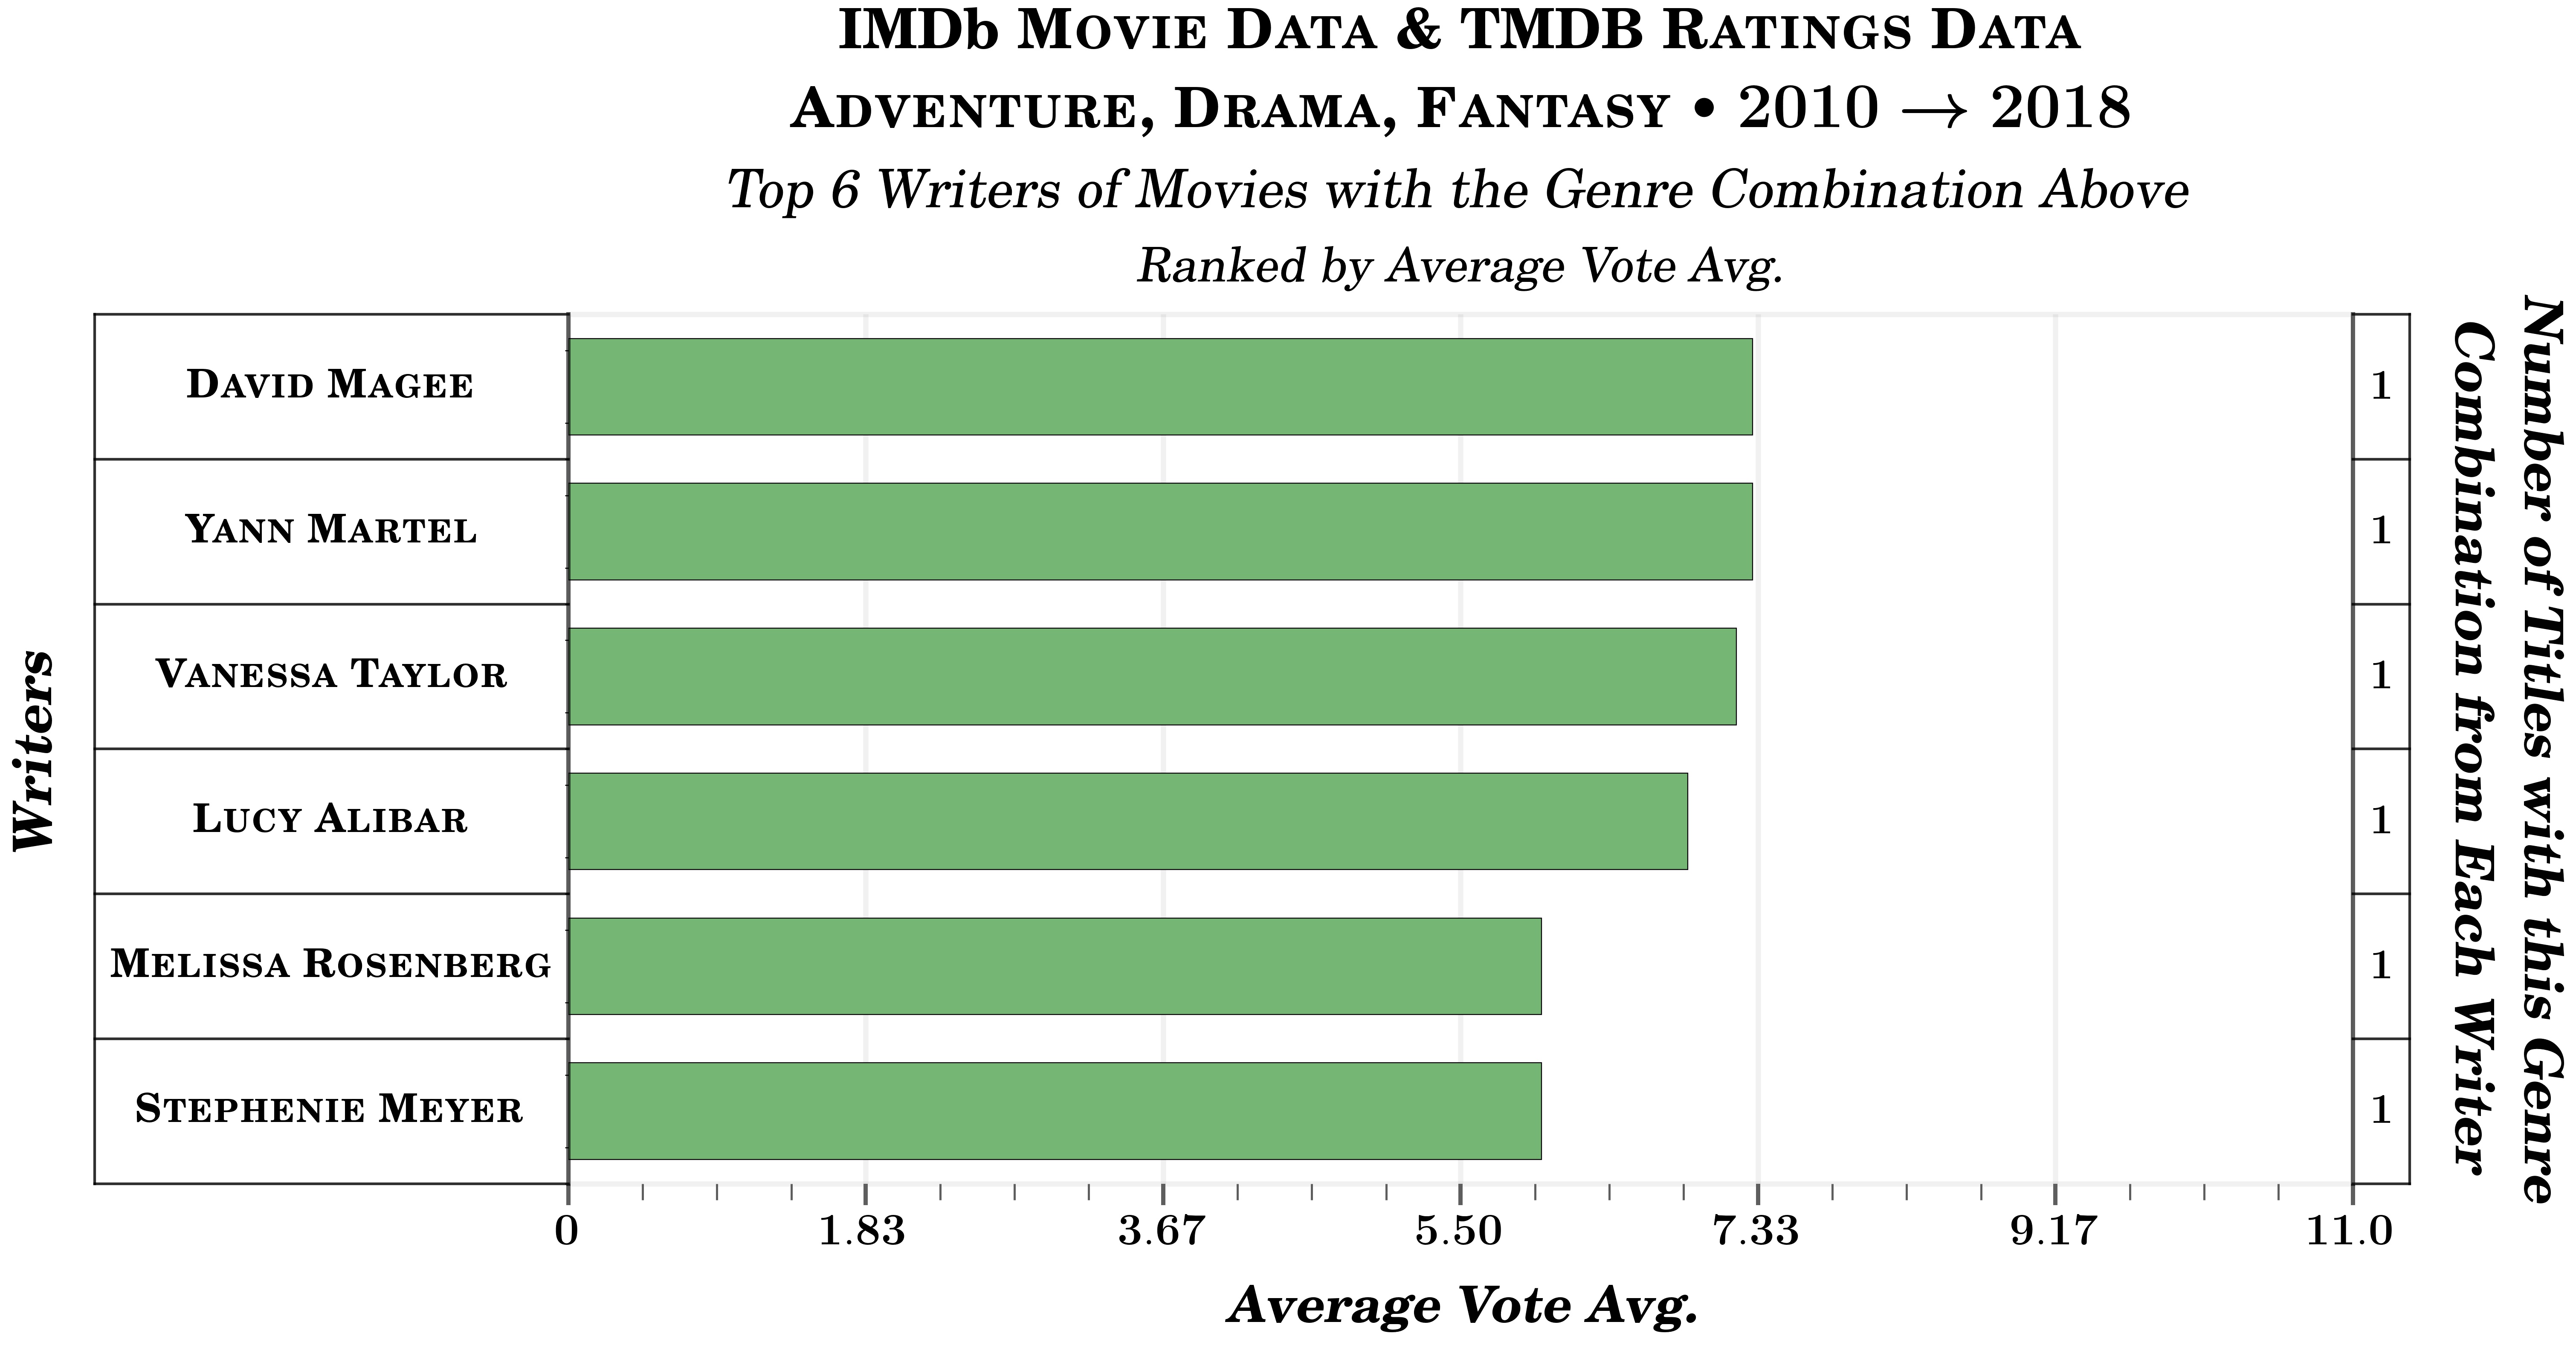 IMDb Movie Data & TMDB Ratings Data
Adventure, Drama, Fantasy • 2010 → 2018
Top 6 Writers of Movies with the Genre Combination Above
Ranked by Average Vote Avg.
Writers
David Magee
1
Yann Martel
1
Vanessa Taylor
1
Lucy Alibar
1
Melissa Rosenberg
1
Stephenie Meyer
1
Number of Titles with this Genre
Combination from Each Writer
0 1.83 3.67 5.50 7.33 9.17 11.0
Average Vote Avg.